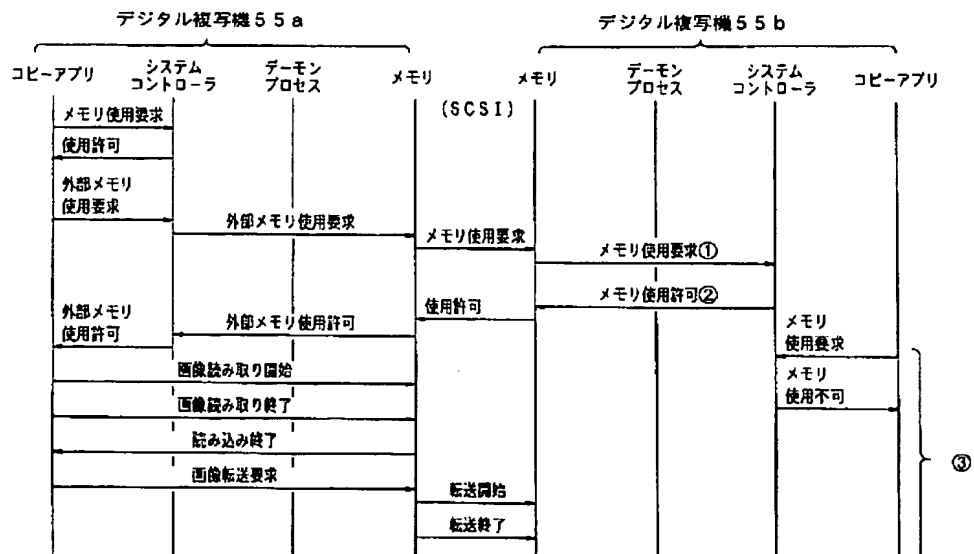 デジタル複写機55a
デジタル複写機55b
コピーアプリ
システム
コントローラ
デーモン
プロセス
メモリ
(SCSI)
メモリ
デーモン
プロセス
システム
コントローラ
コピーアプリ
メモリ使用要求
使用許可
外部メモリ
使用要求
外部メモリ使用要求
メモリ使用要求
メモリ使用要求①
メモリ使用許可②
使用許可
外部メモリ使用許可
外部メモリ
使用許可
メモリ
使用要求
画像読み取り開始
メモリ
使用不可
画像読み取り終了
読み込み終了
③
画像転送要求
転送開始
転送終了